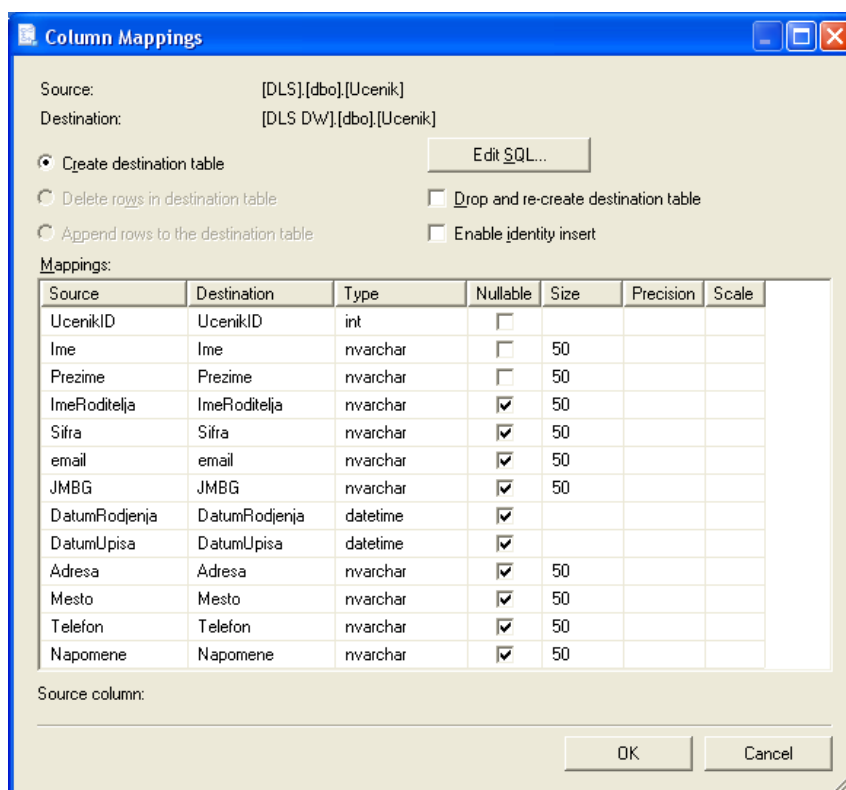 Column Mappings
Source: [DLS].[dbo].[Ucenik]
Destination: [DLS DW].[dbo].[Ucenik]
Create destination table Edit SQL...
Delete rows in destination table Drop and re-create destination table
Append rows to the destination table Enable identity insert
Mappings:
Source Destination Type Nullable Size Precision Scale
UcenikID UcenikID int
Ime Ime nvarchar 50
Prezime Prezime nvarchar 50
ImeRoditelja ImeRoditelja nvarchar 50
Sifra Sifra nvarchar 50
email email nvarchar 50
JMBG JMBG nvarchar 50
DatumRodjenja DatumRodjenja datetime
DatumUpisa DatumUpisa datetime
Adresa Adresa nvarchar 50
Mesto Mesto nvarchar 50
Telefon Telefon nvarchar 50
Napomene Napomene nvarchar 50
Source column:
OK Cancel